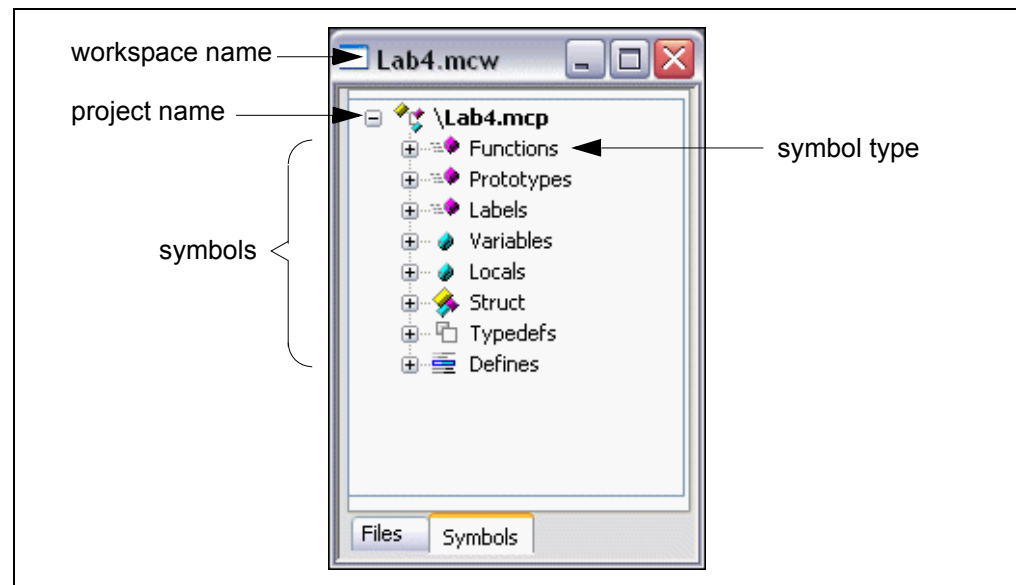 workspace name
Lab4.mcw
project name
\Lab4.mcp
Functions
symbol type
Prototypes
Labels
symbols
Variables
Locals
Struct
Typedefs
Defines
Files
Symbols